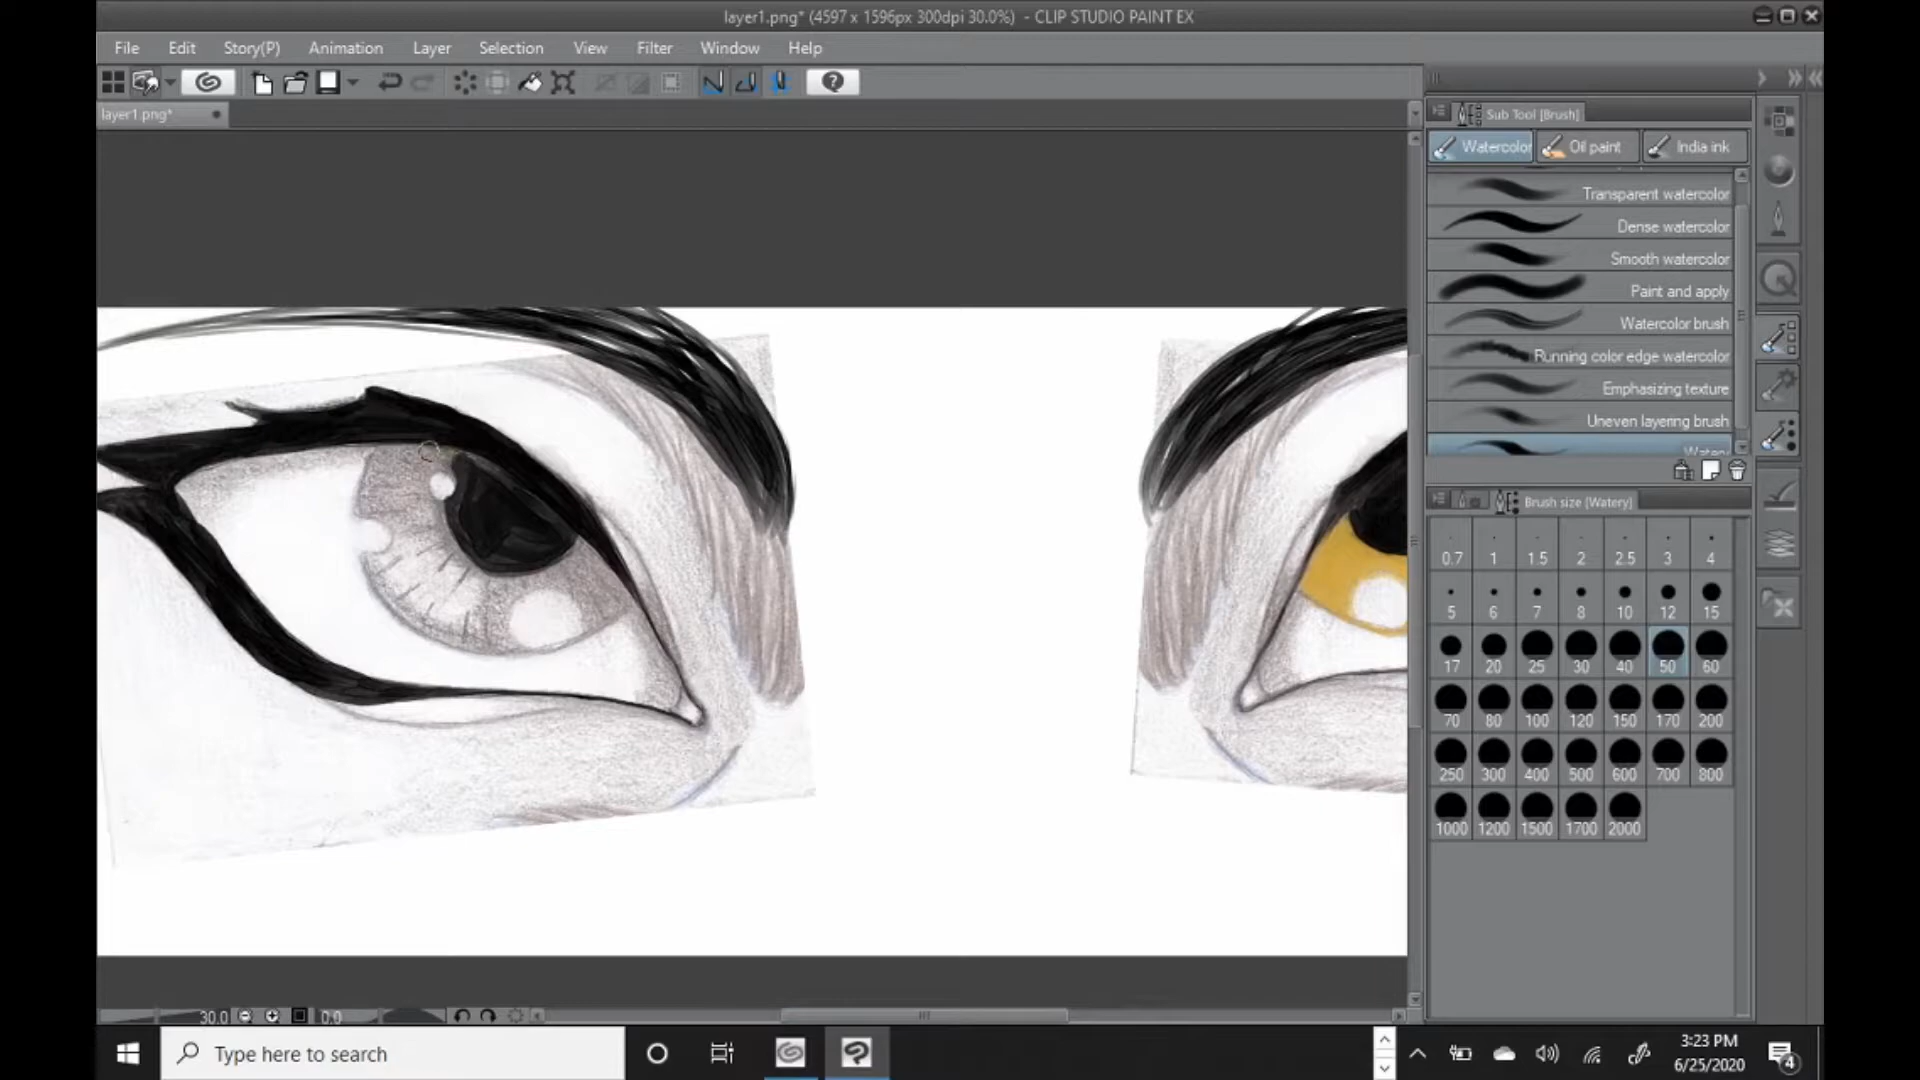 layer1.png* (4597 x 1596px 300dpi 30.0%) - CLIP STUDIO PAINT EX
File Edit Story(P) Animation Layer Selection View Filter Window Help
layer1.png*
Sub Tool [Brush]
Watercolor Oil paint India ink
Transparent watercolor
Dense watercolor
Smooth watercolor
Paint and apply
Watercolor brush
Running color edge watercolor
Emphasizing texture
Uneven layering brush
Watery
Brush size [Watery]
0.7 1 1.5 2 2.5 3 4
5 6 7 8 10 12 15
17 20 25 30 40 50 60
70 80 100 120 150 170 200
250 300 400 500 600 700 800
1000 1200 1500 1700 2000
30.0 0.0
Type here to search
3:23 PM
6/25/2020
4